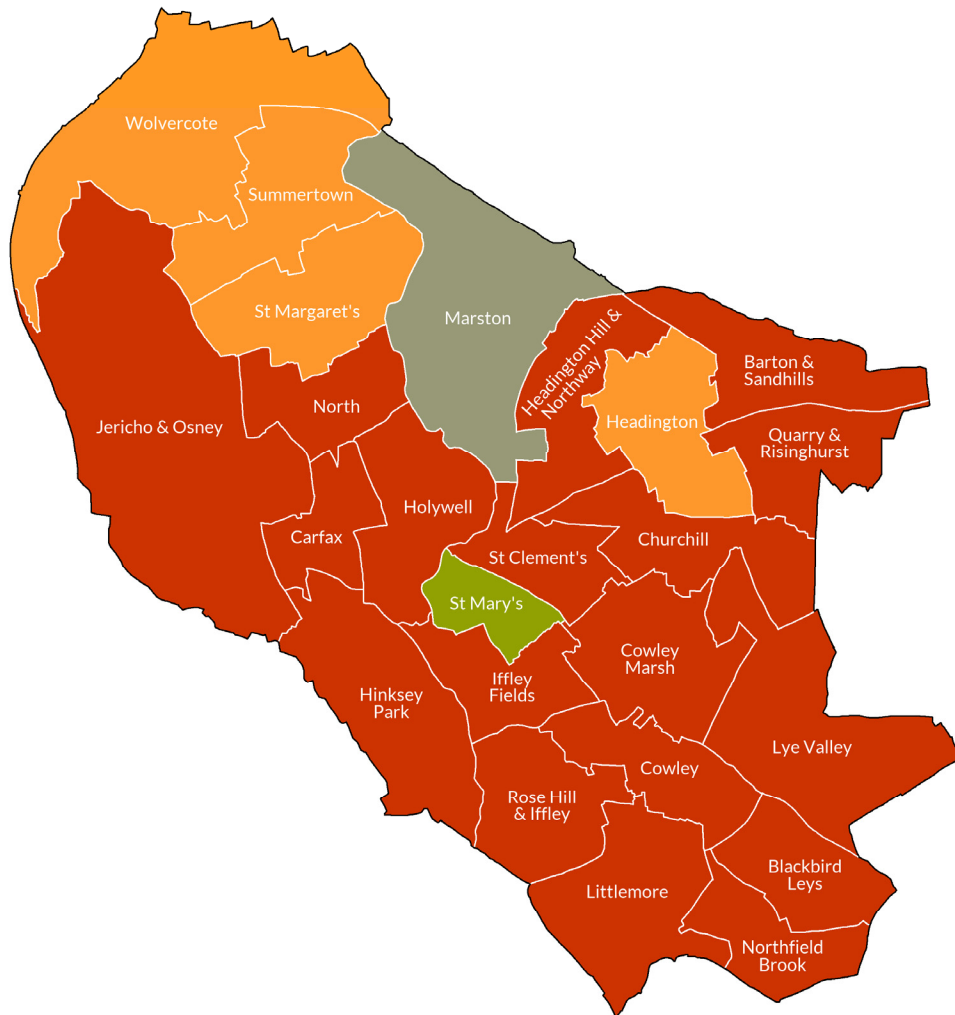 Wolvercote
Summertown
St Margaret's
Marston
Headington Hill &
Northway
Barton &
Sandhills
North
Jericho & Osney
Headington
Quarry &
Risinghurst
Holywell
Carfax
Churchill
St Clement's
St Mary's
Cowley
Marsh
Iffley
Fields
Hinksey
Park
Lye Valley
Cowley
Rose Hill
& Iffley
Blackbird
Leys
Littlemore
Northfield
Brook